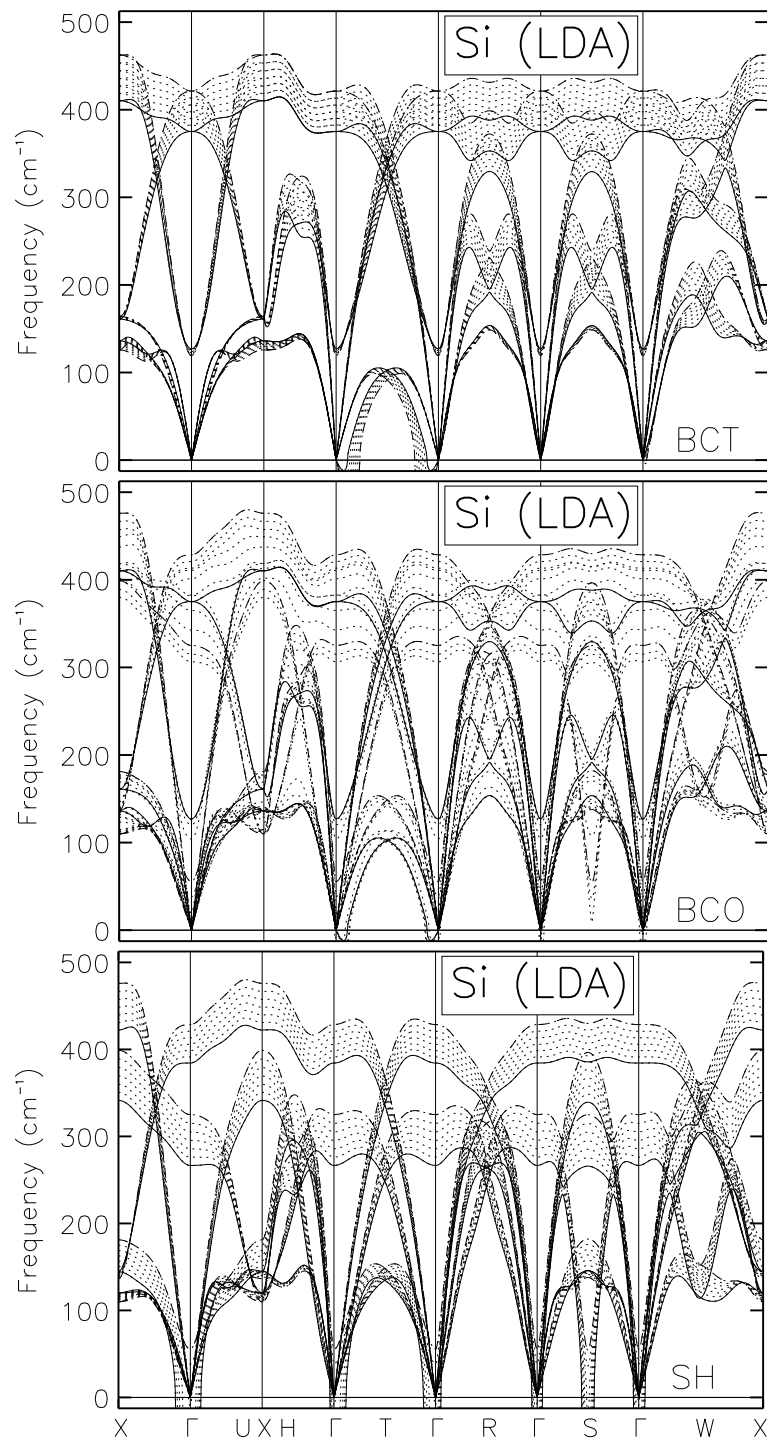 Si (LDA)
Frequency (cm⁻¹)
500
400
300
200
100
0
BCT
Si (LDA)
Frequency (cm⁻¹)
500
400
300
200
100
0
BCO
Si (LDA)
Frequency (cm⁻¹)
500
400
300
200
100
0
SH
X Γ U X H Γ T Γ R Γ S Γ W X